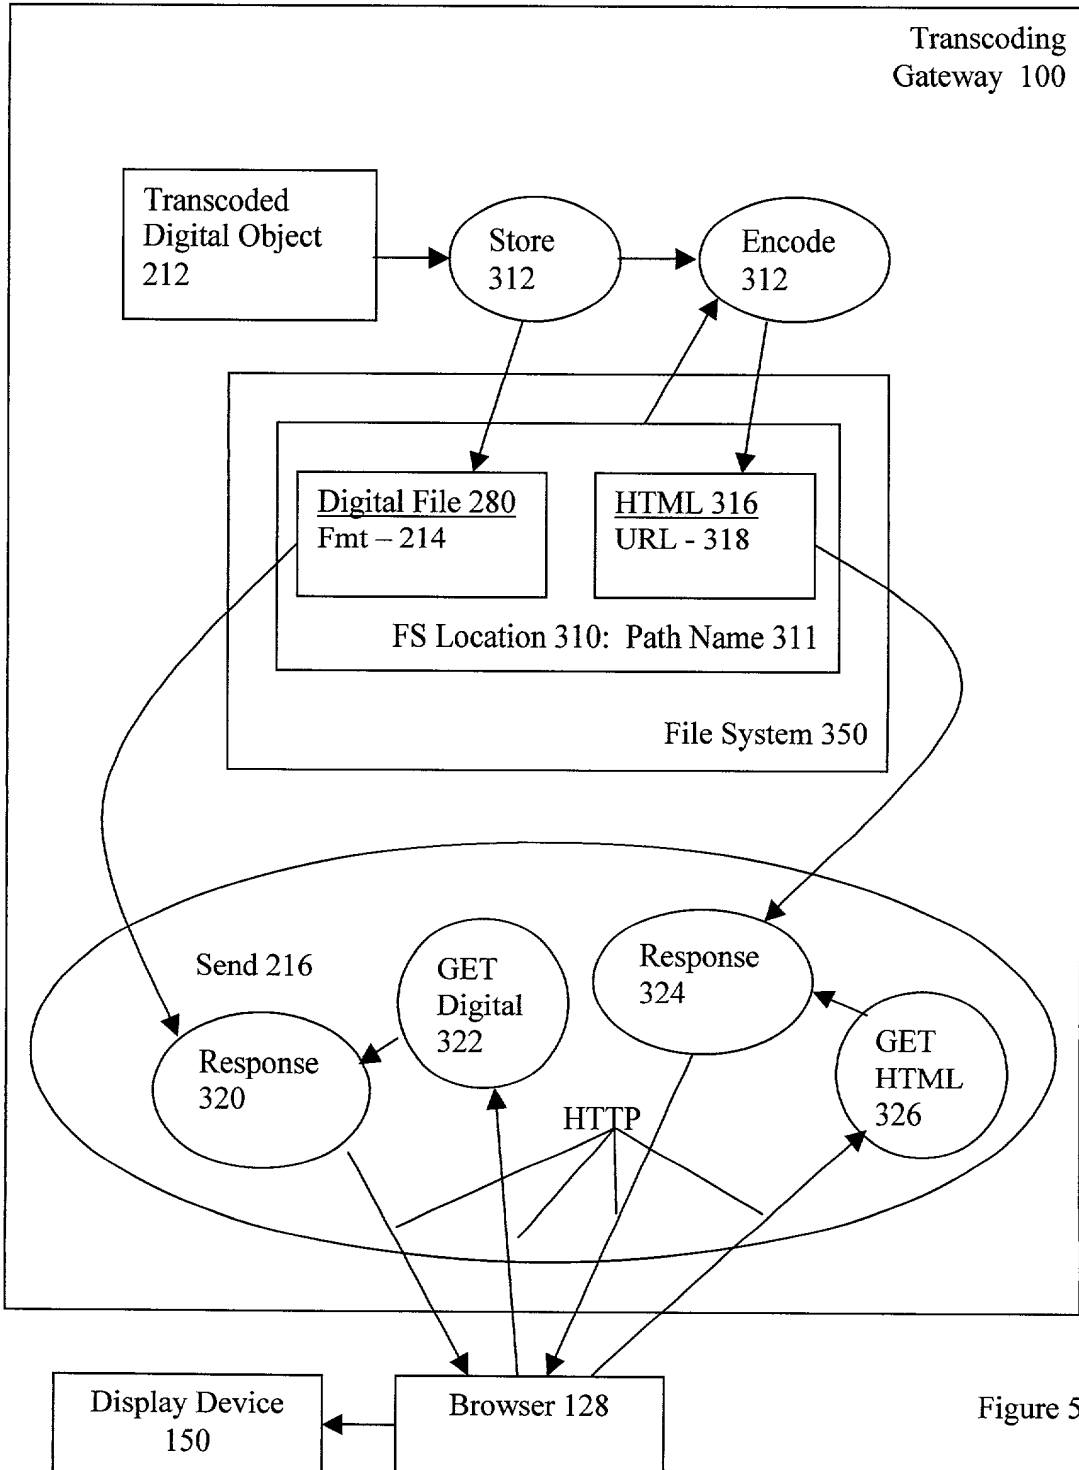 Transcoding
Gateway 100
Transcoded
Digital Object
212
Store
312
Encode
312
Digital File 280
Fmt – 214
HTML 316
URL - 318
FS Location 310: Path Name 311
File System 350
Send 216
Response
320
GET
Digital
322
Response
324
GET
HTML
326
HTTP
Display Device
150
Browser 128
Figure 5